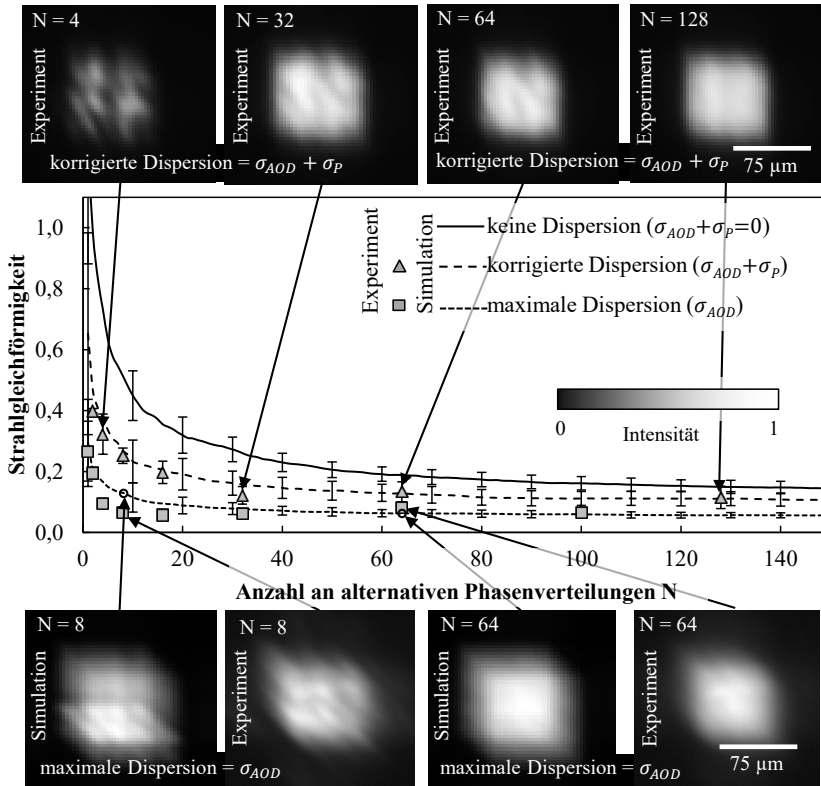 N = 4
N = 32
N = 64
N = 128
Experiment
Experiment
Experiment
Experiment
korrigierte Dispersion = σ_AOD + σ_P
korrigierte Dispersion = σ_AOD + σ_P
75 µm
Strahlgleichförmigkeit
1,0
0,8
0,6
0,4
0,2
0,0
Experiment
Simulation
keine Dispersion (σ_AOD+σ_P=0)
korrigierte Dispersion (σ_AOD+σ_P)
maximale Dispersion (σ_AOD)
0
1
Intensität
0
20
40
60
80
100
120
140
Anzahl an alternativen Phasenverteilungen N
N = 8
N = 8
N = 64
N = 64
Simulation
Experiment
Simulation
Experiment
maximale Dispersion = σ_AOD
maximale Dispersion = σ_AOD
75 µm